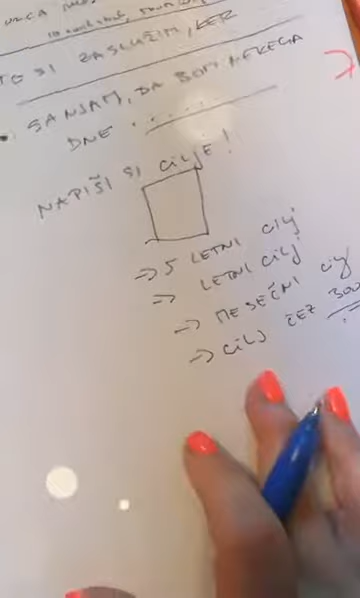 TO SI ZASLUŽIM, KER
• SANJAM, DA BOM NEKEGA
DNE ......
NAPIŠI SI CILJE!
→ 5 LETNI CILJ
→ LETNI CILJ
→ MESEČNI CILJ
→ CILJ ČEZ 300